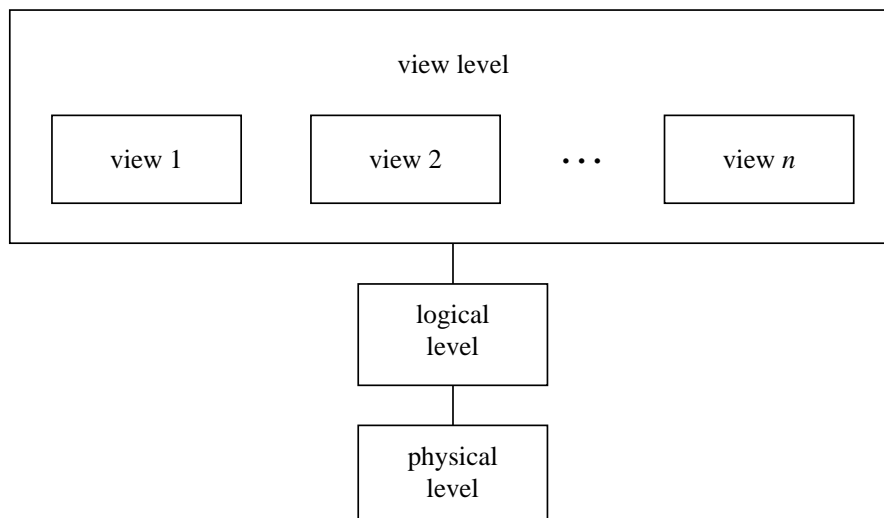 view level
view 1
view 2
...
view n
logical
level
physical
level